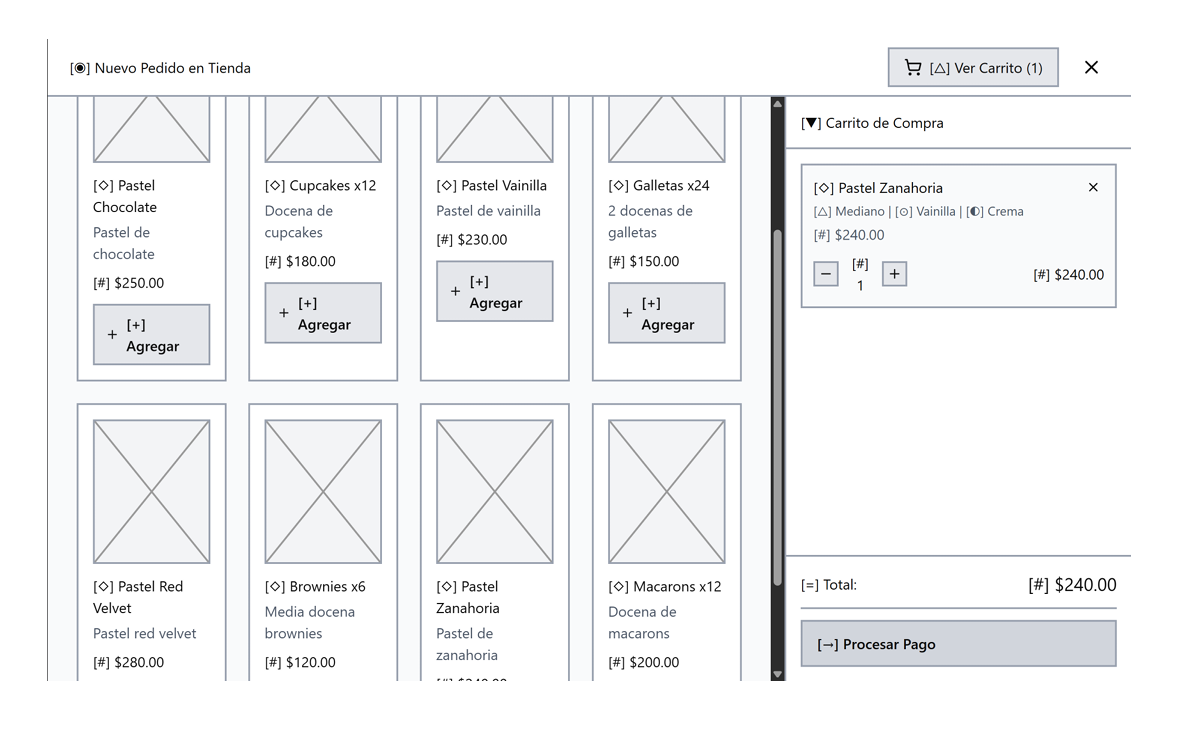 [◉] Nuevo Pedido en Tienda
[△] Ver Carrito (1)
[◇] Pastel
Chocolate
Pastel de
chocolate
[#] $250.00
[+]
Agregar
[◇] Cupcakes x12
Docena de
cupcakes
[#] $180.00
[+]
Agregar
[◇] Pastel Vainilla
Pastel de vainilla
[#] $230.00
[+]
Agregar
[◇] Galletas x24
2 docenas de
galletas
[#] $150.00
[+]
Agregar
[◇] Pastel Red
Velvet
Pastel red velvet
[#] $280.00
[◇] Brownies x6
Media docena
brownies
[#] $120.00
[◇] Pastel
Zanahoria
Pastel de
zanahoria
[#] $240.00
[◇] Macarons x12
Docena de
macarons
[#] $200.00
[▼] Carrito de Compra
[◇] Pastel Zanahoria
[△] Mediano | [⊙] Vainilla | [◐] Crema
[#] $240.00
[#]
1
[#] $240.00
[=] Total:
[#] $240.00
[→] Procesar Pago